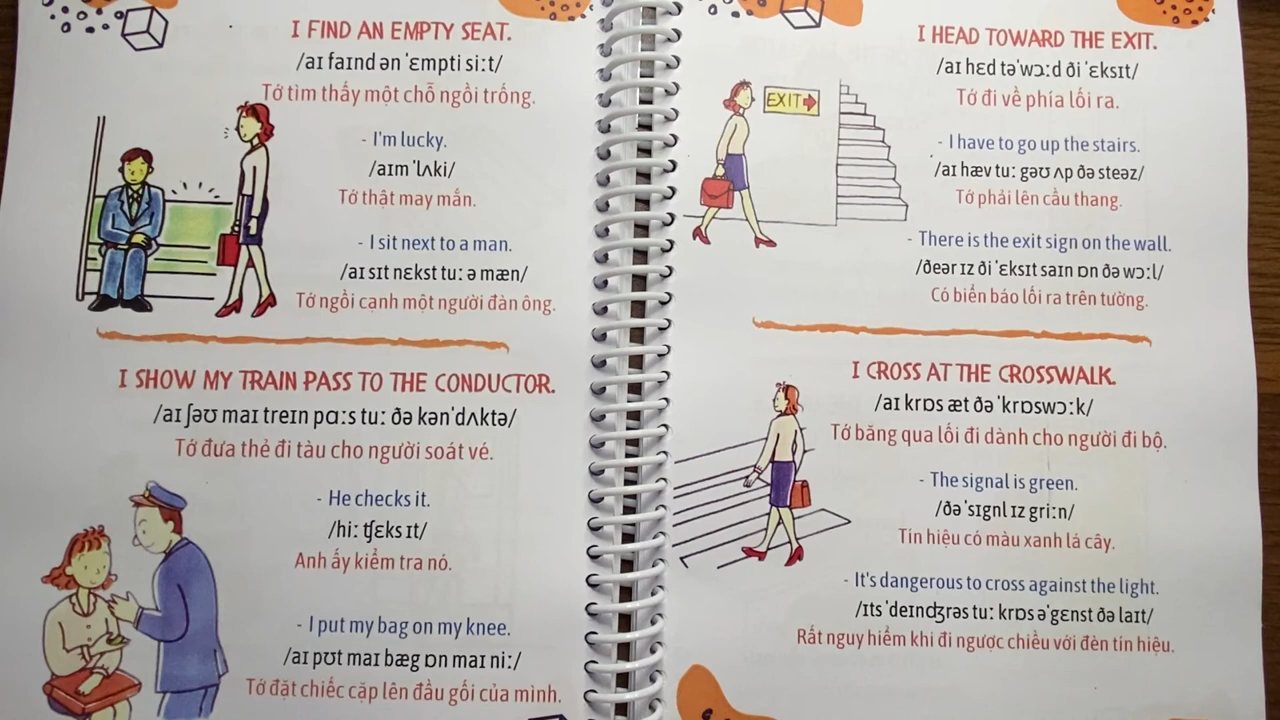 I FIND AN EMPTY SEAT.
/aɪ faɪnd ən ˈɛmpti siːt/
Tớ tìm thấy một chỗ ngồi trống.
- I'm lucky.
/aɪm ˈlʌki/
Tớ thật may mắn.
- I sit next to a man.
/aɪ sɪt nɛkst tuː ə mæn/
Tớ ngồi cạnh một người đàn ông.
I SHOW MY TRAIN PASS TO THE CONDUCTOR.
/aɪ ʃəʊ maɪ treɪn pɑːs tuː ðə kənˈdʌktə/
Tớ đưa thẻ đi tàu cho người soát vé.
- He checks it.
/hiː ʧɛks ɪt/
Anh ấy kiểm tra nó.
- I put my bag on my knee.
/aɪ pʊt maɪ bæg ɒn maɪ niː/
Tớ đặt chiếc cặp lên đầu gối của mình.
I HEAD TOWARD THE EXIT.
/aɪ hɛd təˈwɔːd ði ˈɛksɪt/
Tớ đi về phía lối ra.
EXIT
- I have to go up the stairs.
/aɪ hæv tuː gəʊ ʌp ðə steəz/
Tớ phải lên cầu thang.
- There is the exit sign on the wall.
/ðeər ɪz ði ˈɛksɪt saɪn ɒn ðə wɔːl/
Có biển báo lối ra trên tường.
I CROSS AT THE CROSSWALK.
/aɪ krɒs æt ðə ˈkrɒswɔːk/
Tớ băng qua lối đi dành cho người đi bộ.
- The signal is green.
/ðə ˈsɪgnl ɪz griːn/
Tín hiệu có màu xanh lá cây.
- It's dangerous to cross against the light.
/ɪts ˈdeɪnʤrəs tuː krɒs əˈgɛnst ðə laɪt/
Rất nguy hiểm khi đi ngược chiều với đèn tín hiệu.